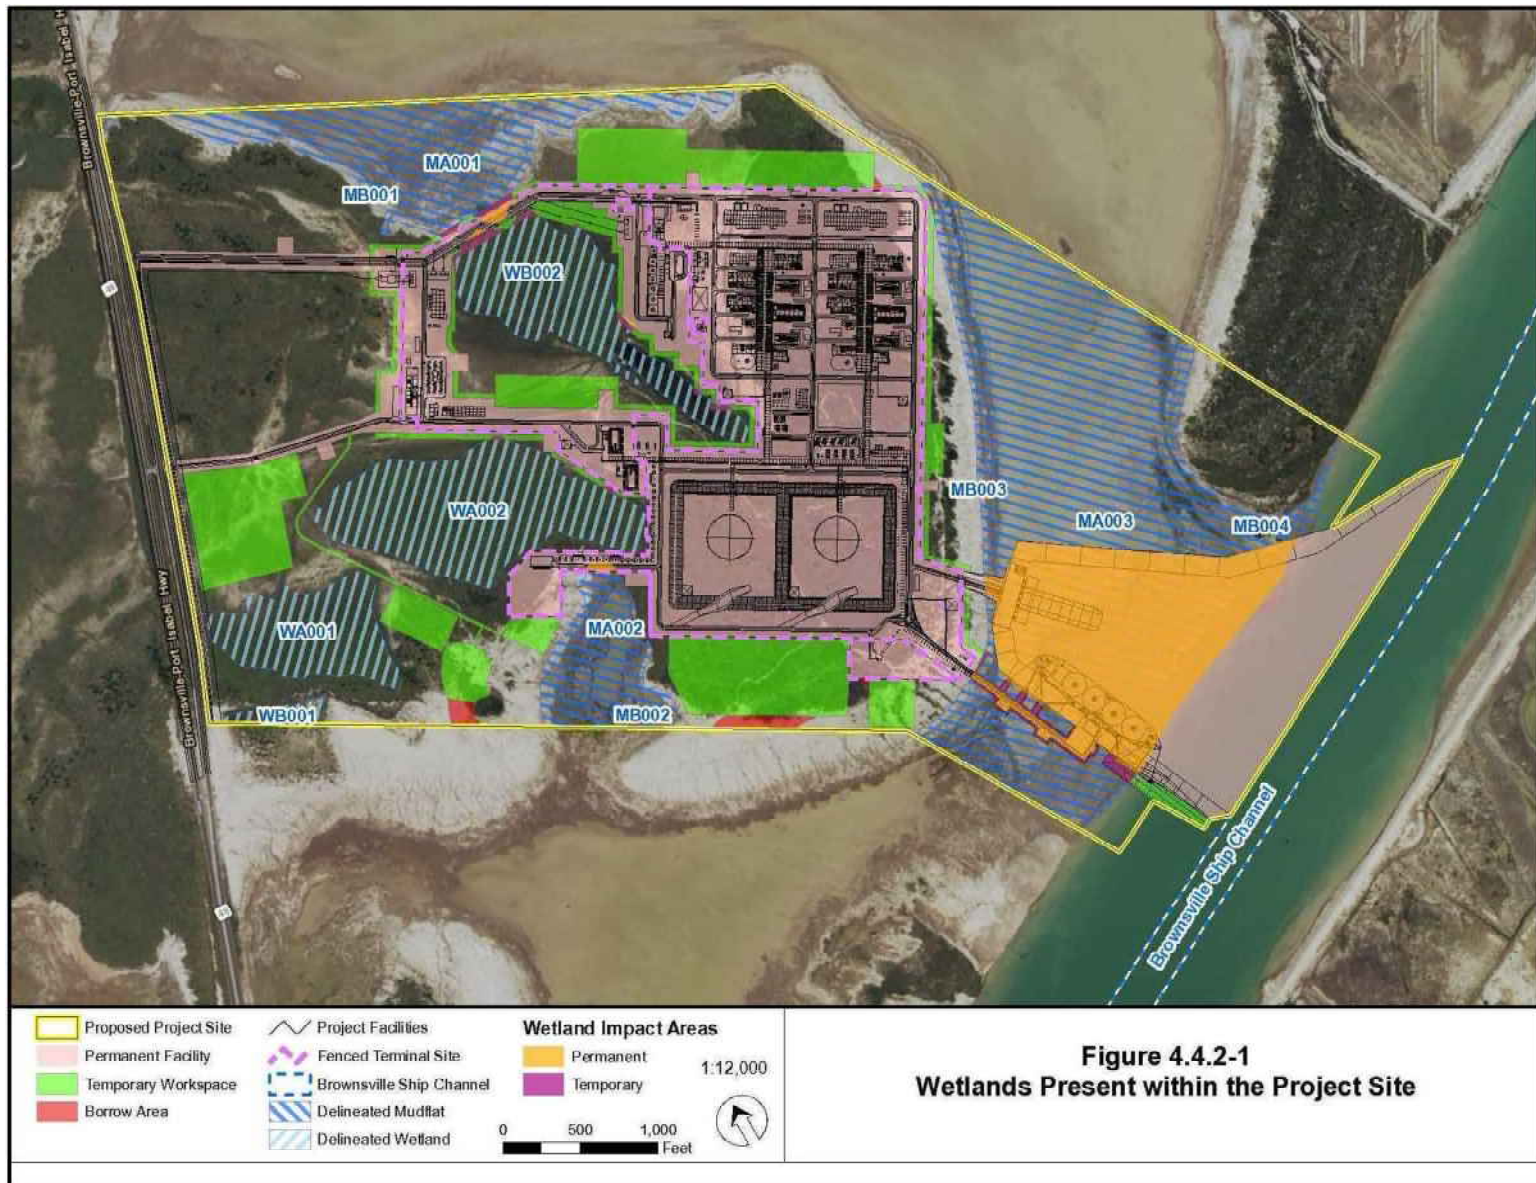 Brownsville-Port-Isabel H
MA001
MB001
WB002
48
WA002
MB003
MA003
MB004
WA001
MA002
WB001
MB002
Brownsville-Port-Isabel Hwy
Brownsville Ship Channel
48
Proposed Project Site
Permanent Facility
Temporary Workspace
Borrow Area
Project Facilities
Fenced Terminal Site
Brownsville Ship Channel
Delineated Mudflat
Delineated Wetland
Wetland Impact Areas
Permanent
Temporary
1:12,000
0 500 1,000
Feet
Figure 4.4.2-1
Wetlands Present within the Project Site